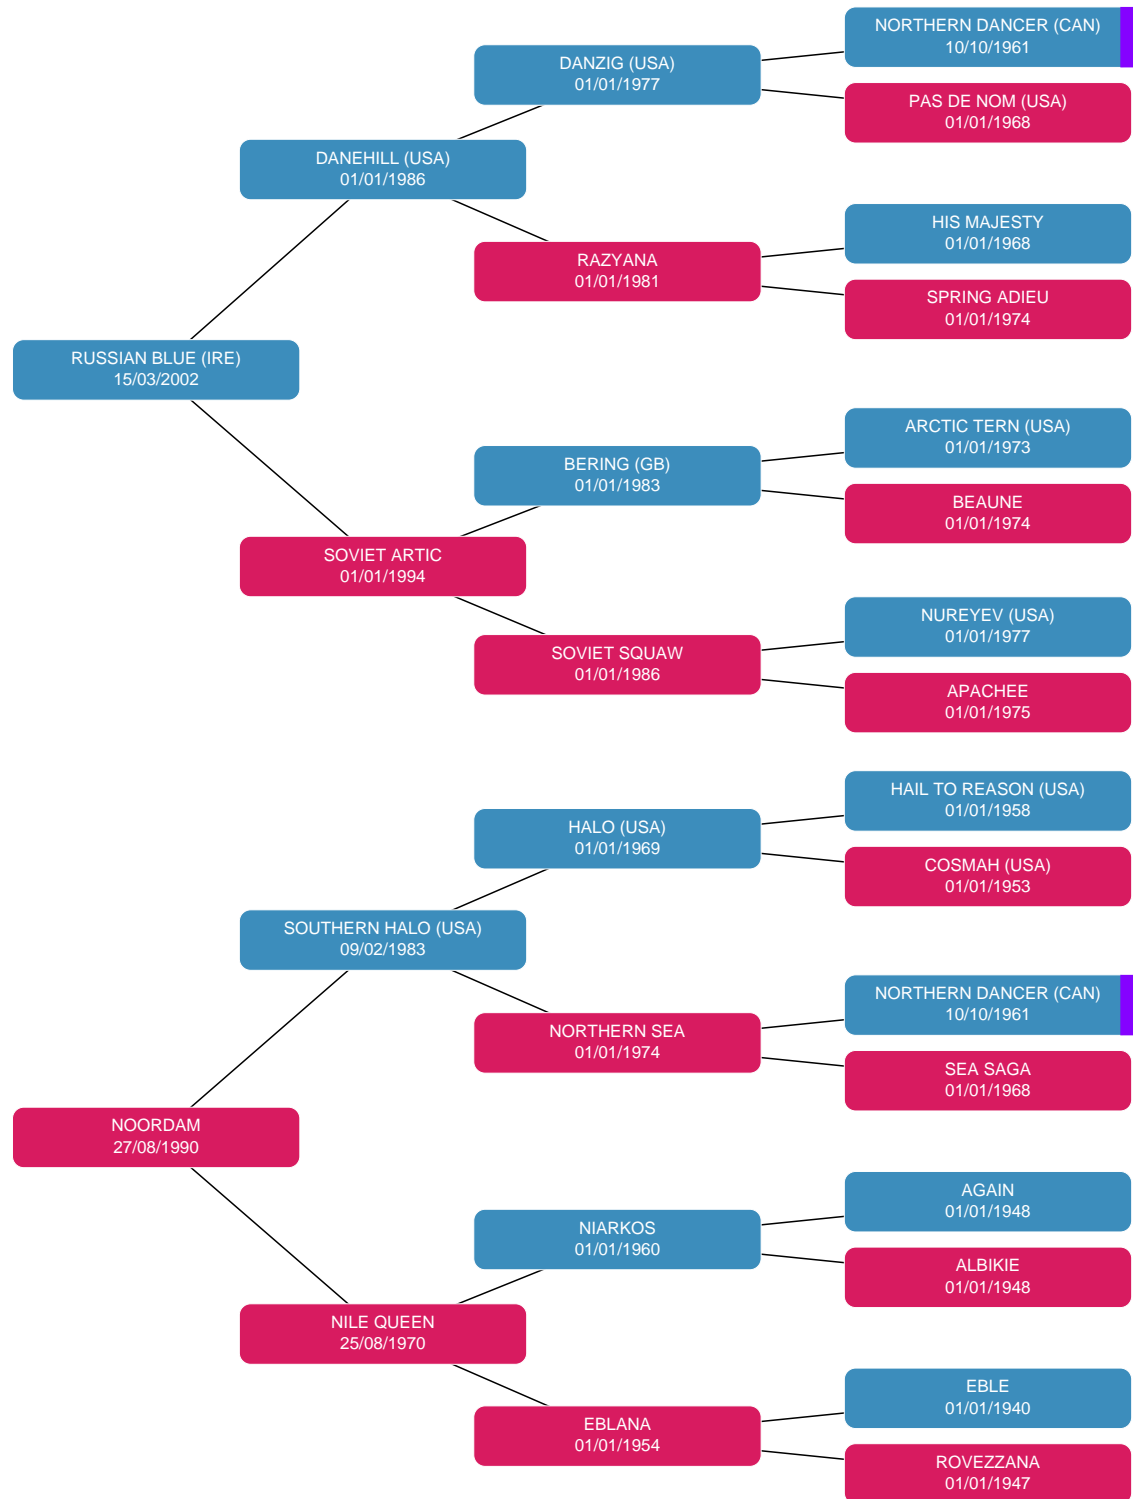 NORTHERN DANCER (CAN)
10/10/1961
DANZIG (USA)
01/01/1977
PAS DE NOM (USA)
01/01/1968
DANEHILL (USA)
01/01/1986
HIS MAJESTY
01/01/1968
RAZYANA
01/01/1981
SPRING ADIEU
01/01/1974
RUSSIAN BLUE (IRE)
15/03/2002
ARCTIC TERN (USA)
01/01/1973
BERING (GB)
01/01/1983
BEAUNE
01/01/1974
SOVIET ARTIC
01/01/1994
NUREYEV (USA)
01/01/1977
SOVIET SQUAW
01/01/1986
APACHEE
01/01/1975
HAIL TO REASON (USA)
01/01/1958
HALO (USA)
01/01/1969
COSMAH (USA)
01/01/1953
SOUTHERN HALO (USA)
09/02/1983
NORTHERN DANCER (CAN)
10/10/1961
NORTHERN SEA
01/01/1974
SEA SAGA
01/01/1968
NOORDAM
27/08/1990
AGAIN
01/01/1948
NIARKOS
01/01/1960
ALBIKIE
01/01/1948
NILE QUEEN
25/08/1970
EBLE
01/01/1940
EBLANA
01/01/1954
ROVEZZANA
01/01/1947